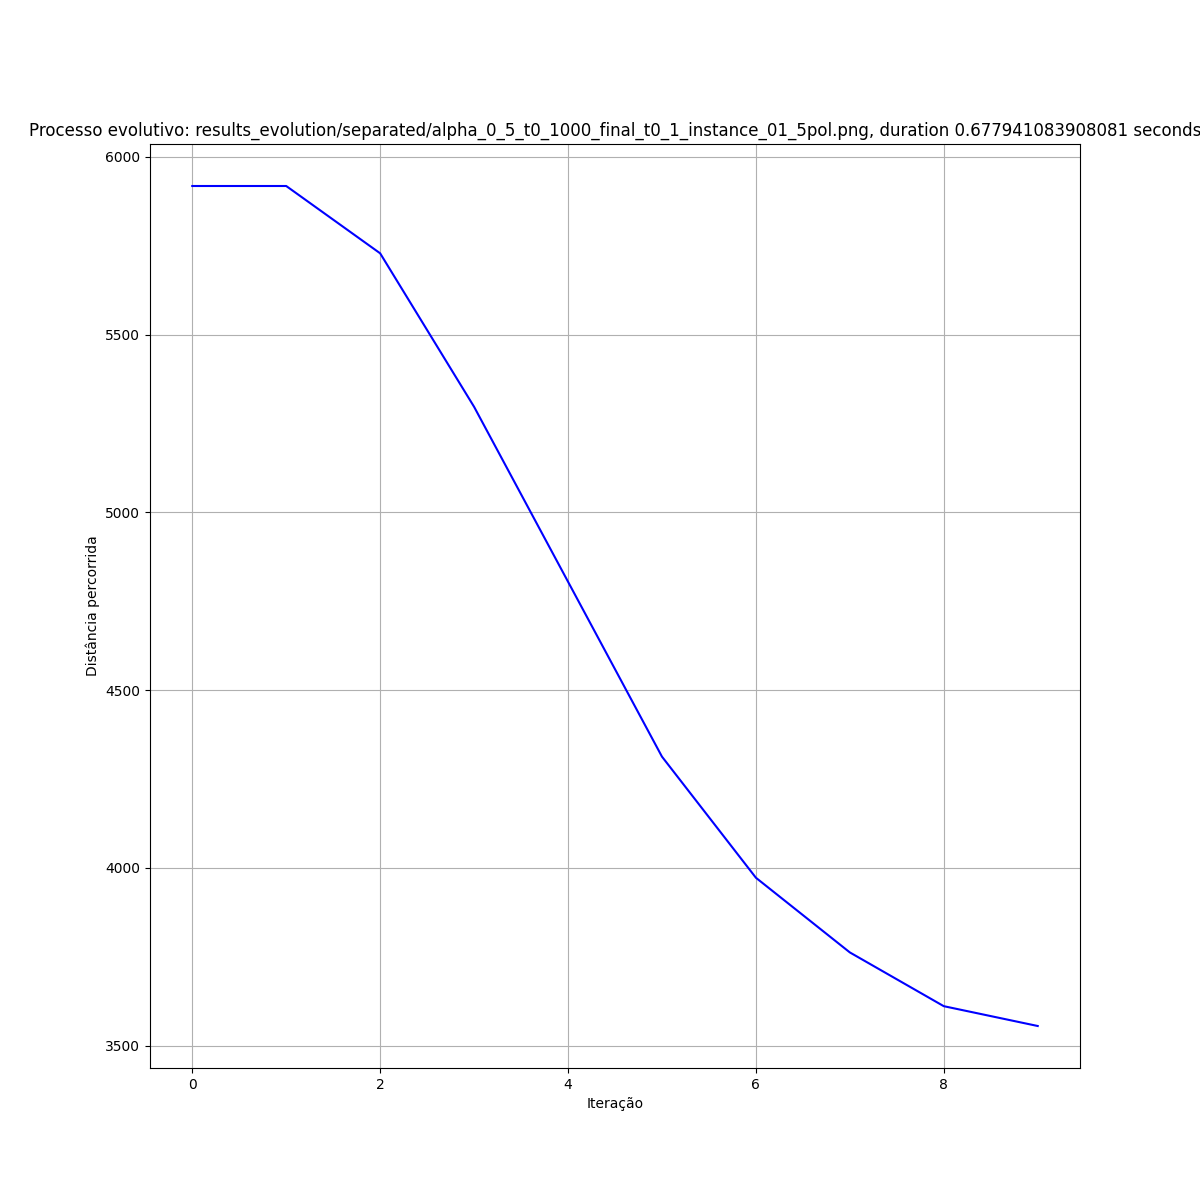 Processo evolutivo: results_evolution/separated/alpha_0_5_t0_1000_final_t0_1_instance_01_5pol.png, duration 0.677941083908081 seconds
6000
5500
5000
4500
4000
3500
Distância percorrida
0 2 4 6 8
Iteração